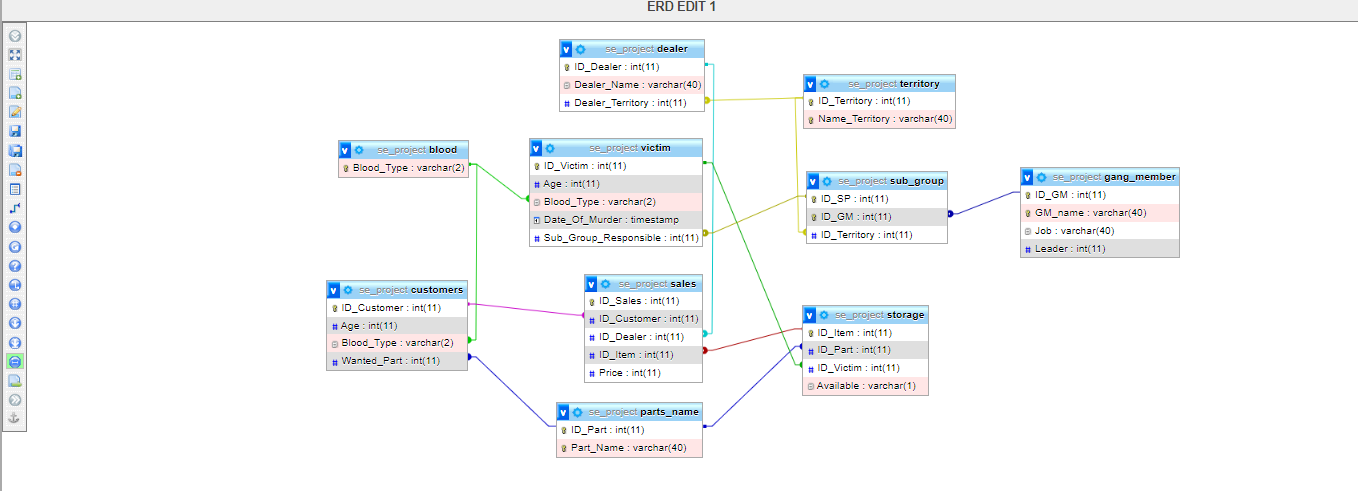 ERD EDIT 1
v se_project dealer
ID_Dealer : int(11)
Dealer_Name : varchar(40)
# Dealer_Territory : int(11)
v se_project territory
ID_Territory : int(11)
Name_Territory : varchar(40)
v se_project blood
Blood_Type : varchar(2)
v se_project victim
ID_Victim : int(11)
# Age : int(11)
Blood_Type : varchar(2)
Date_Of_Murder : timestamp
# Sub_Group_Responsible : int(11)
v se_project sub_group
ID_SP : int(11)
ID_GM : int(11)
# ID_Territory : int(11)
v se_project gang_member
ID_GM : int(11)
GM_name : varchar(40)
Job : varchar(40)
# Leader : int(11)
v se_project customers
ID_Customer : int(11)
# Age : int(11)
Blood_Type : varchar(2)
# Wanted_Part : int(11)
v se_project sales
ID_Sales : int(11)
# ID_Customer : int(11)
# ID_Dealer : int(11)
# ID_Item : int(11)
# Price : int(11)
v se_project storage
ID_Item : int(11)
# ID_Part : int(11)
# ID_Victim : int(11)
Available : varchar(1)
v se_project parts_name
ID_Part : int(11)
Part_Name : varchar(40)